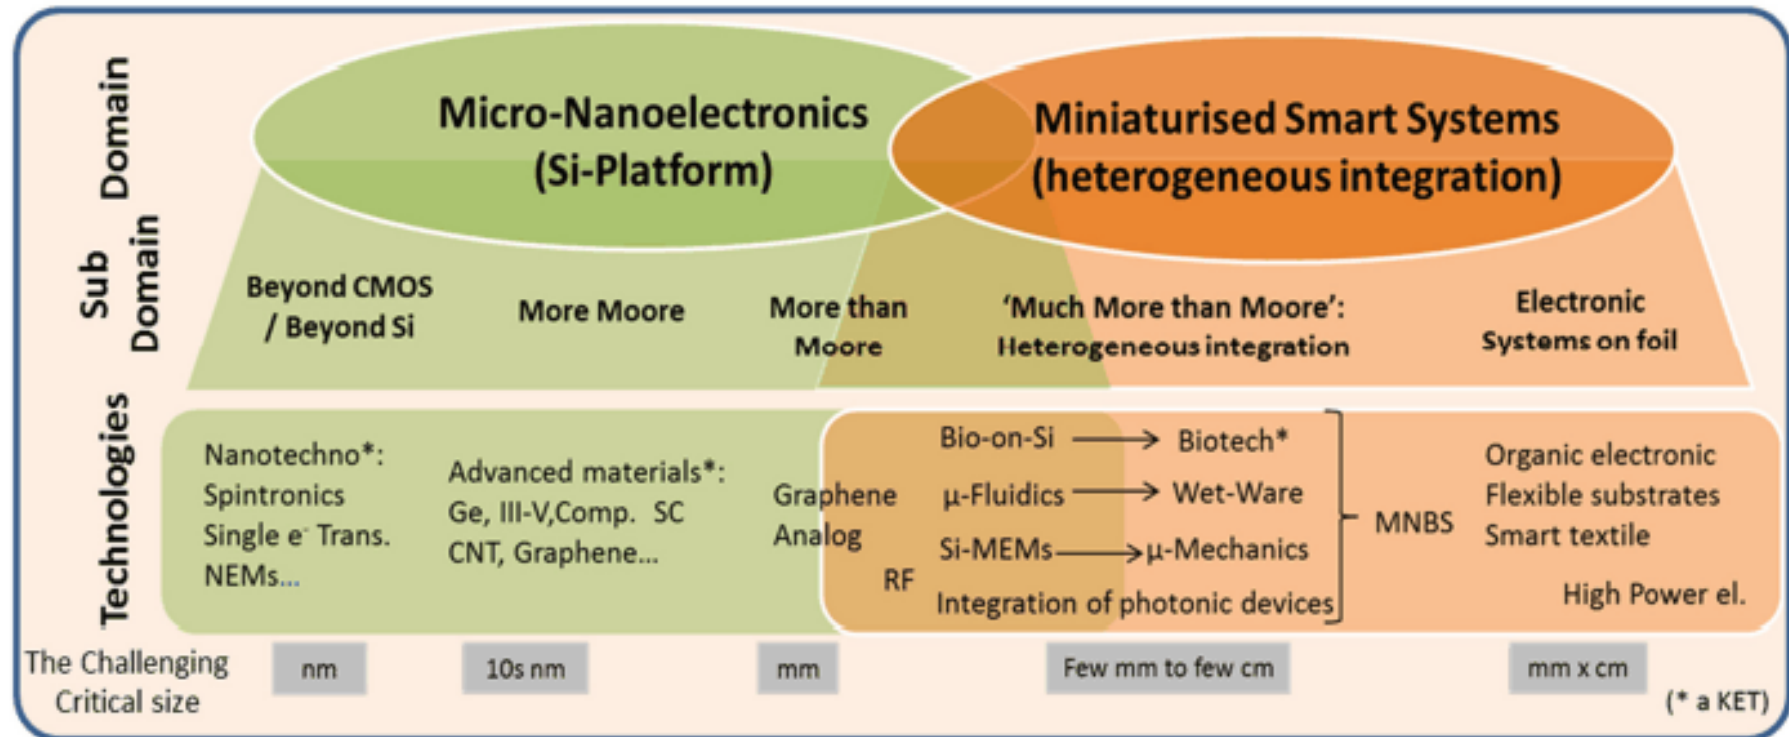 Domain
Micro-Nanoelectronics
(Si-Platform)
Miniaturised Smart Systems
(heterogeneous integration)
Sub
Domain
Beyond CMOS
/ Beyond Si
More Moore
More than
Moore
‘Much More than Moore’:
Heterogeneous integration
Electronic
Systems on foil
Technologies
Nanotechno*:
Spintronics
Single e⁻ Trans.
NEMs...
Advanced materials*:
Ge, III-V,Comp. SC
CNT, Graphene...
Graphene
Analog
RF
Bio-on-Si → Biotech*
µ-Fluidics → Wet-Ware
Si-MEMs → µ-Mechanics
Integration of photonic devices
MNBS
Organic electronic
Flexible substrates
Smart textile
High Power el.
The Challenging
Critical size
nm
10s nm
mm
Few mm to few cm
mm x cm
(* a KET)